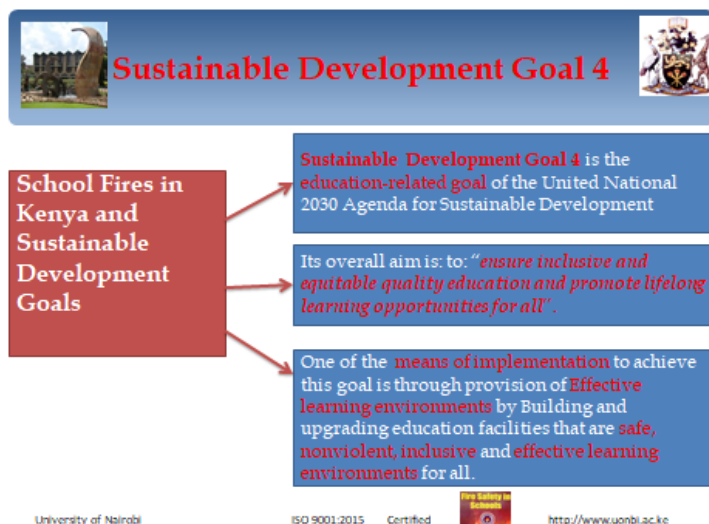 Sustainable Development Goal 4
School Fires in
Kenya and
Sustainable
Development
Goals
Sustainable Development Goal 4 is the
education-related goal of the United National
2030 Agenda for Sustainable Development
Its overall aim is: to: “ensure inclusive and
equitable quality education and promote lifelong
learning opportunities for all”.
One of the means of implementation to achieve
this goal is through provision of Effective
learning environments by Building and
upgrading education facilities that are safe,
nonviolent, inclusive and effective learning
environments for all.
University of Nairobi ISO 9001:2015 Certified http://www.uonbi.ac.ke
Fire Safety in
Schools